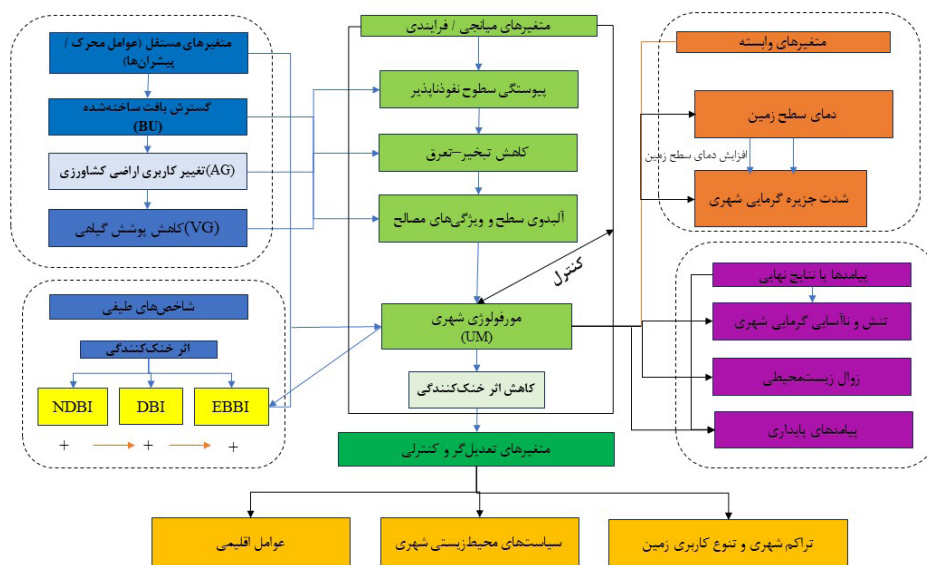 متغیرهای مستقل (عوامل محرک /
پیشران‌ها)
گسترش بافت ساخته‌شده
(BU)
تغییر کاربری اراضی کشاورزی(AG)
کاهش پوشش گیاهی(VG)
شاخص‌های طیفی
اثر خنک‌کنندگی
NDBI
DBI
EBBI
+
+
+
متغیرهای میانجی / فرایندی
پیوستگی سطوح نفوذناپذیر
کاهش تبخیر–تعرق
آلبدوی سطح و ویژگی‌های مصالح
کنترل
مورفولوژی شهری
(UM)
کاهش اثر خنک‌کنندگی
متغیرهای تعدیل‌گر و کنترلی
متغیرهای وابسته
دمای سطح زمین
افزایش دمای سطح زمین
شدت جزیره گرمایی شهری
پیامدها یا نتایج نهایی
تنش و ناآسایی گرمایی شهری
زوال زیست‌محیطی
پیامدهای پایداری
عوامل اقلیمی
سیاست‌های محیط‌زیستی شهری
تراکم شهری و تنوع کاربری زمین